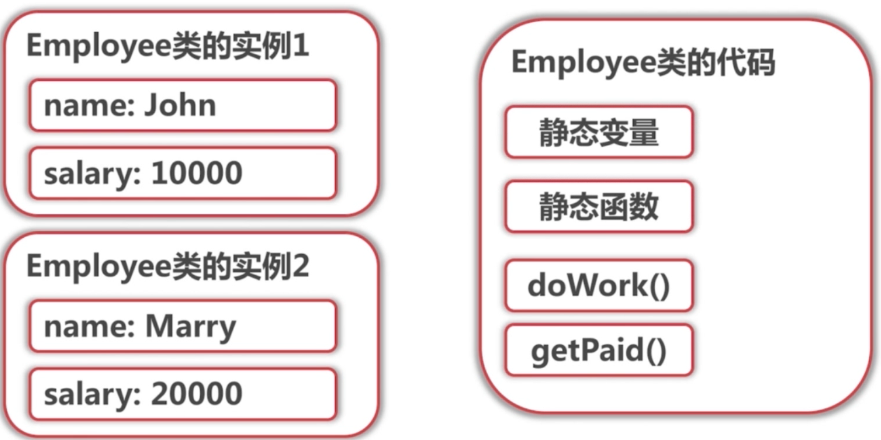 Employee类的实例1
name: John
salary: 10000
Employee类的实例2
name: Marry
salary: 20000
Employee类的代码
静态变量
静态函数
doWork()
getPaid()